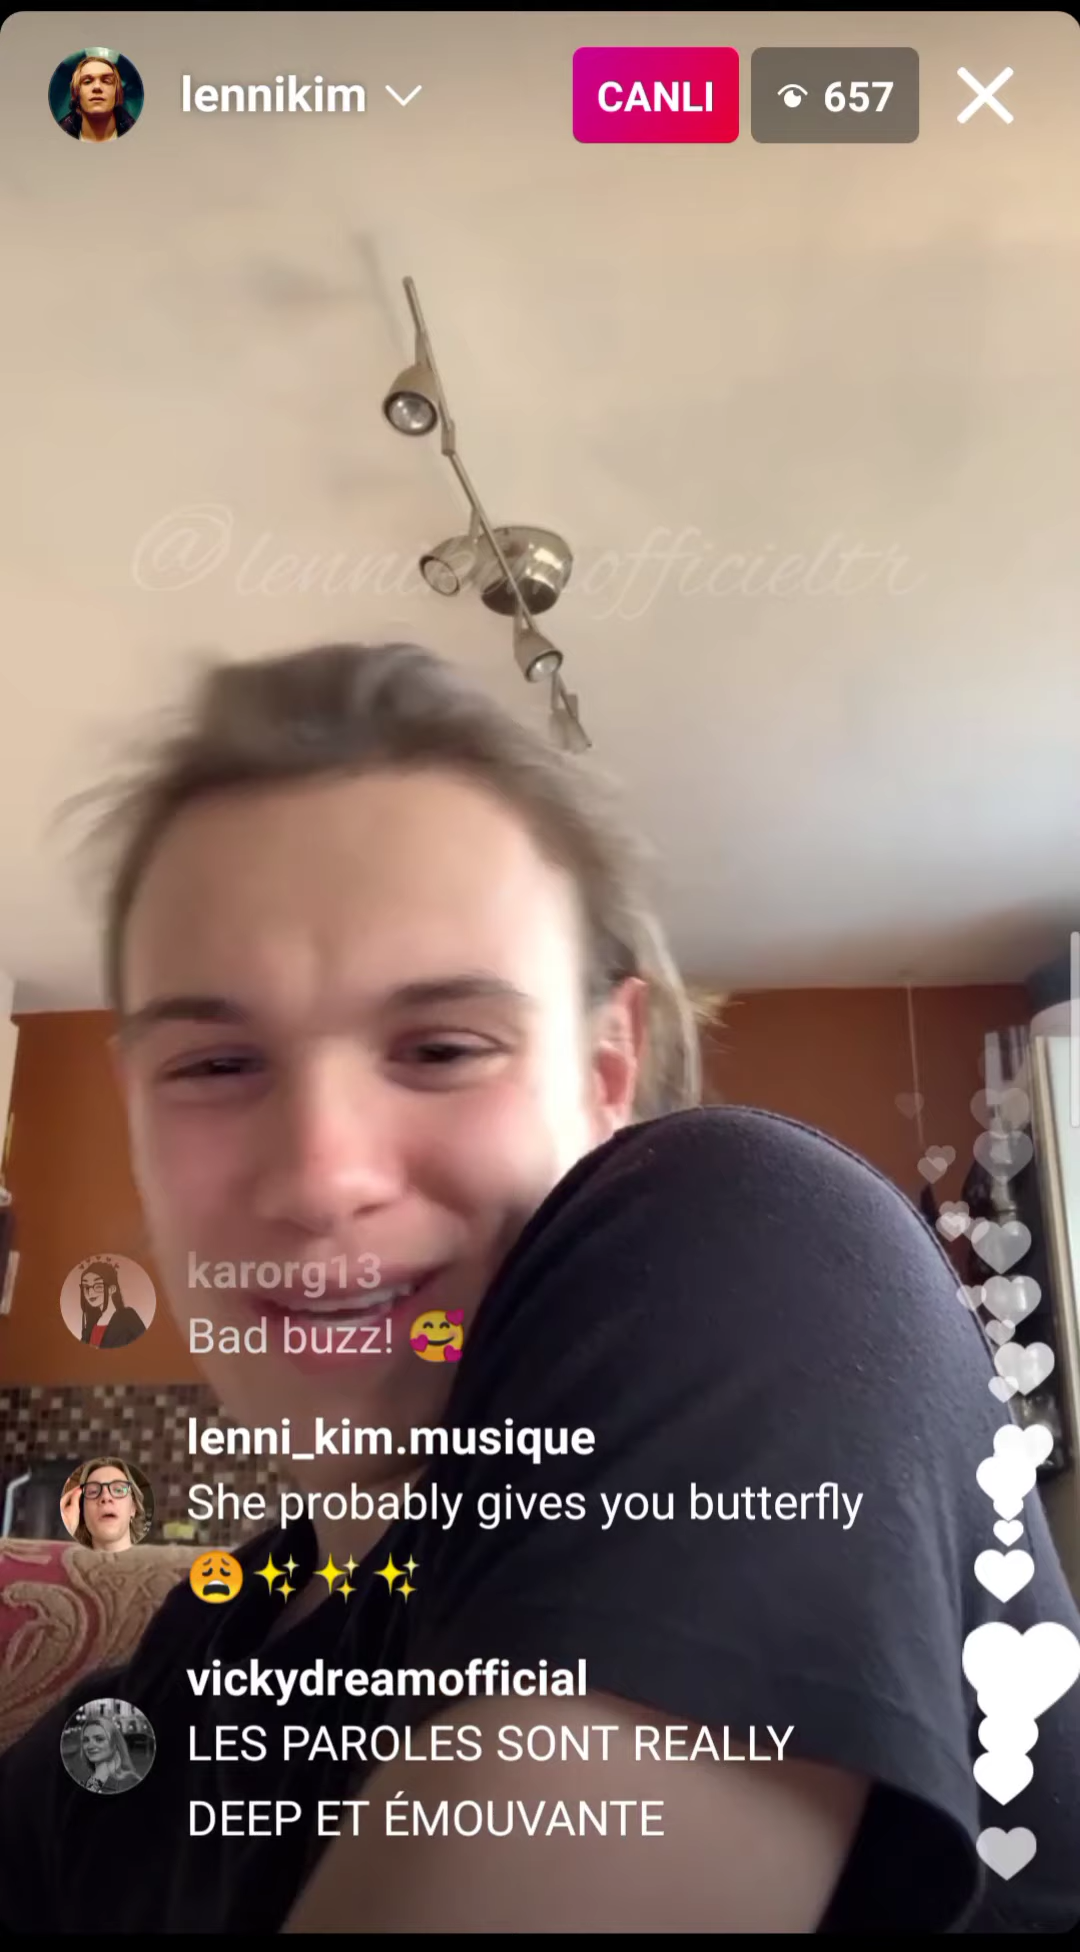 lennikim
CANLI
657
@lennikimofficieltr
karorg13
Bad buzz! 🥰
lenni_kim.musique
She probably gives you butterfly
😩✨✨✨
vickydreamofficial
LES PAROLES SONT REALLY
DEEP ET ÉMOUVANTE